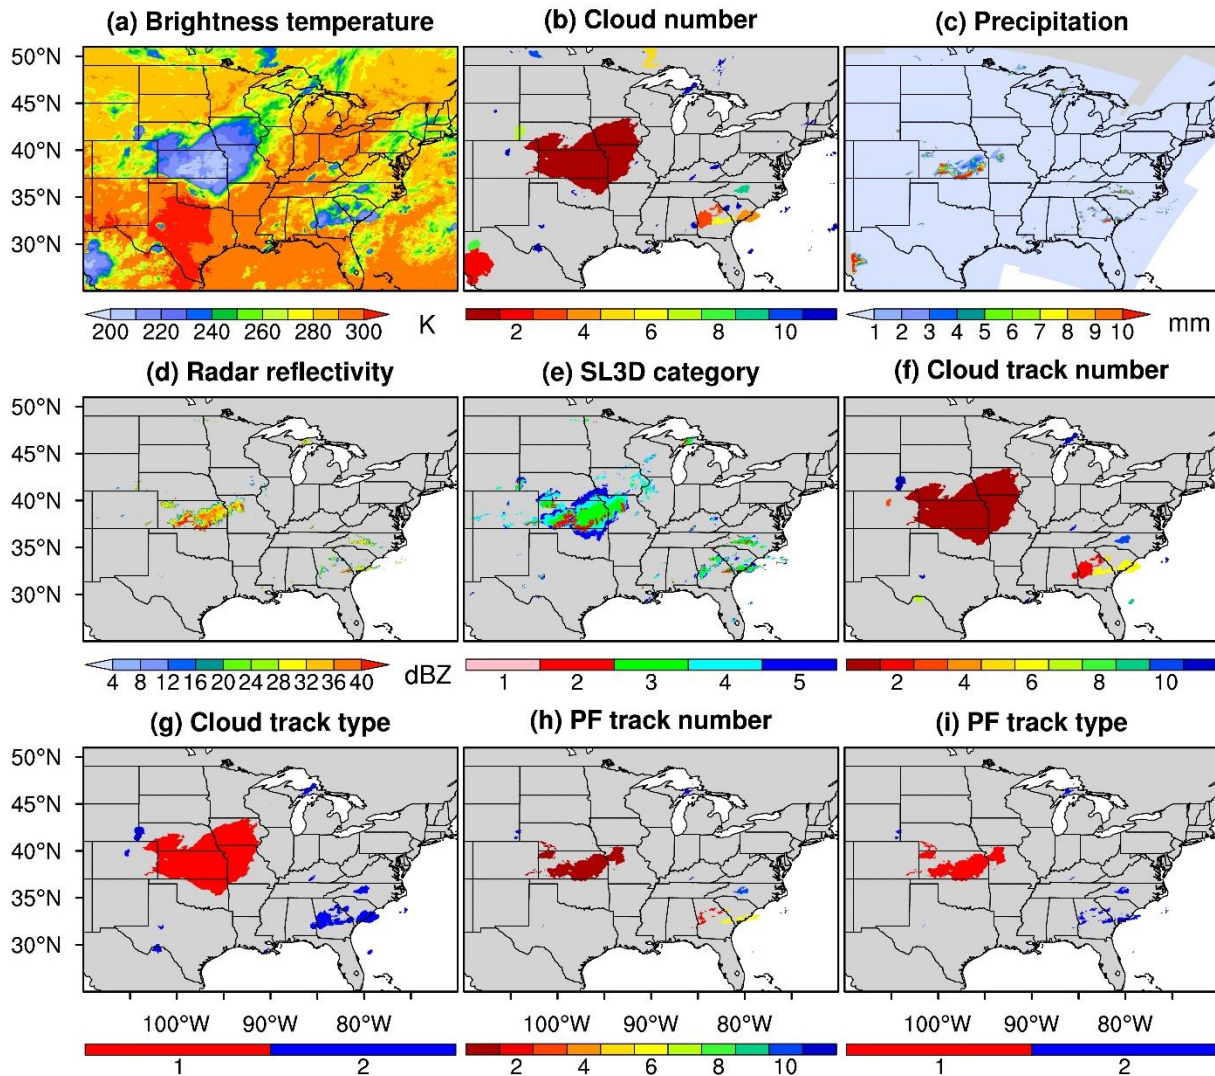 (a) Brightness temperature (b) Cloud number (c) Precipitation
50°N
45°N
40°N
35°N
30°N
200 220 240 260 280 300 K 2 4 6 8 10 1 2 3 4 5 6 7 8 9 10 mm
(d) Radar reflectivity (e) SL3D category (f) Cloud track number
50°N
45°N
40°N
35°N
30°N
4 8 12 16 20 24 28 32 36 40 dBZ 1 2 3 4 5 2 4 6 8 10
(g) Cloud track type (h) PF track number (i) PF track type
50°N
45°N
40°N
35°N
30°N
100°W 90°W 80°W 100°W 90°W 80°W 100°W 90°W 80°W
1 2 2 4 6 8 10 1 2